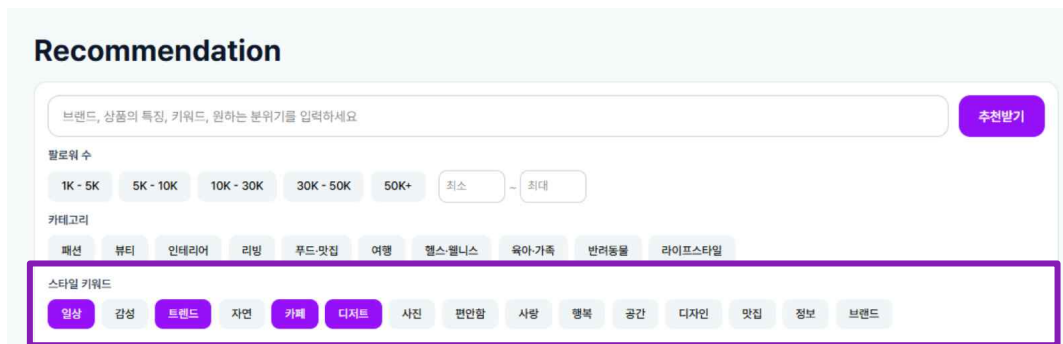 Recommendation
브랜드, 상품의 특징, 키워드, 원하는 분위기를 입력하세요 추천받기
팔로워 수
1K - 5K 5K - 10K 10K - 30K 30K - 50K 50K+ 최소 ~ 최대
카테고리
패션 뷰티 인테리어 리빙 푸드·맛집 여행 헬스·웰니스 육아·가족 반려동물 라이프스타일
스타일 키워드
일상 감성 트렌드 자연 카페 디저트 사진 편안함 사랑 행복 공간 디자인 맛집 정보 브랜드